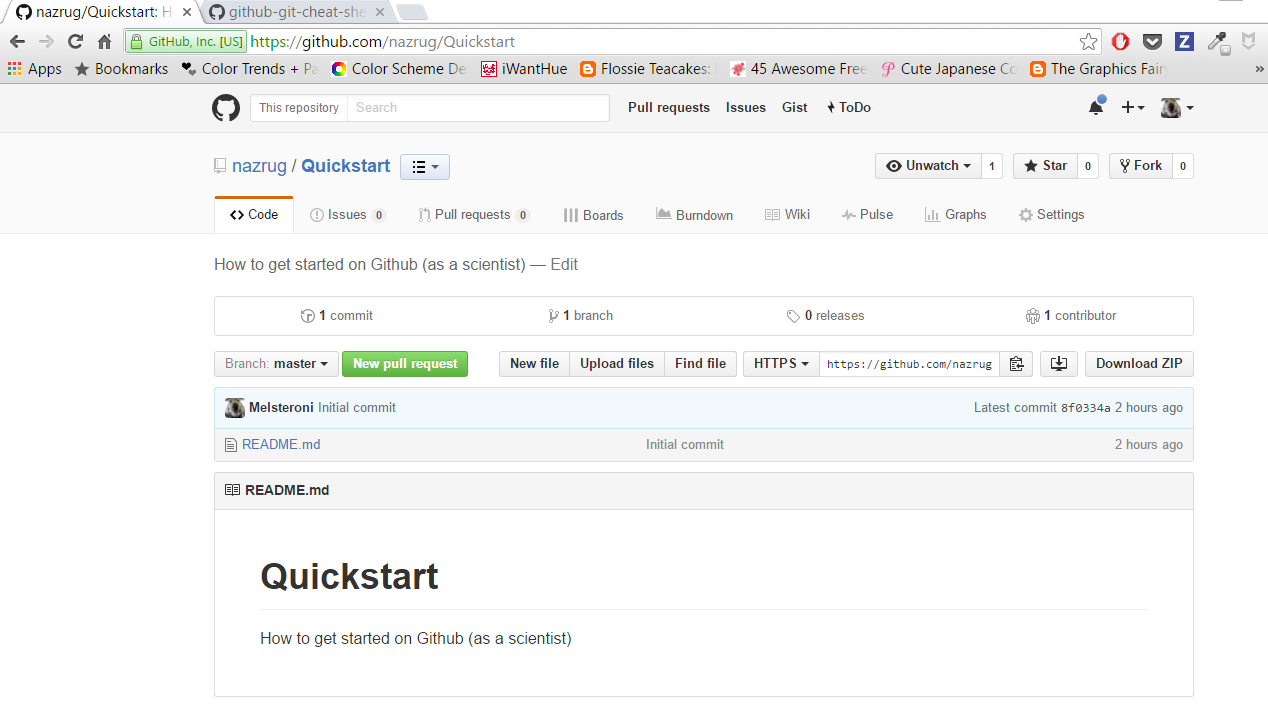 nazrug/Quickstart: H github-git-cheat-she
GitHub, Inc. [US] https://github.com/nazrug/Quickstart
Apps Bookmarks Color Trends + Pa Color Scheme De iWantHue Flossie Teacakes: 45 Awesome Free Cute Japanese Co The Graphics Fair »
This repository Search Pull requests Issues Gist ToDo
nazrug / Quickstart Unwatch 1 Star 0 Fork 0
Code Issues 0 Pull requests 0 Boards Burndown Wiki Pulse Graphs Settings
How to get started on Github (as a scientist) — Edit
1 commit 1 branch 0 releases 1 contributor
Branch: master New pull request New file Upload files Find file HTTPS https://github.com/nazrug Download ZIP
Melsteroni Initial commit Latest commit 8f0334a 2 hours ago
README.md Initial commit 2 hours ago
README.md
Quickstart
How to get started on Github (as a scientist)